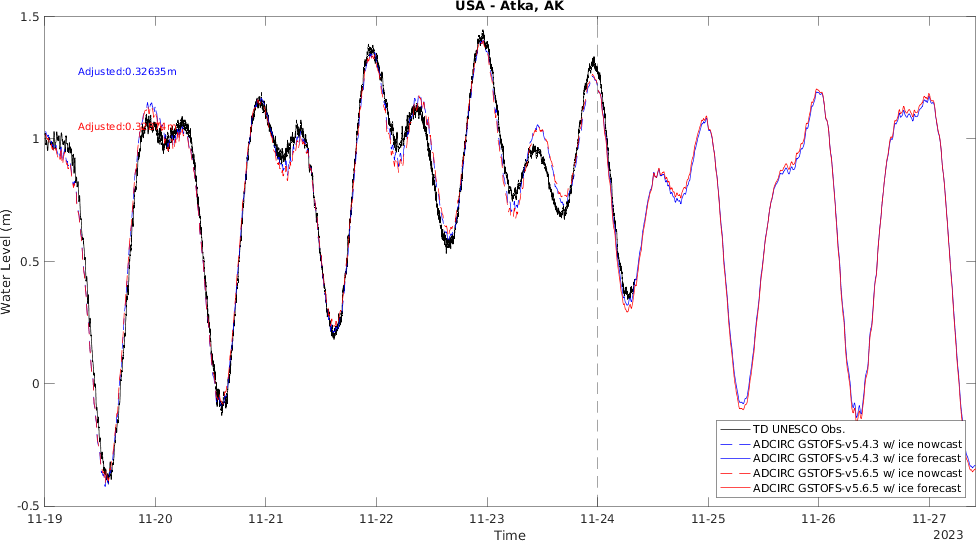 USA - Atka, AK
1.5
Adjusted:0.32635m
1
Water Level (m)
0.5
0
-0.5
TD UNESCO Obs.
ADCIRC GSTOFS-v5.4.3 w/ ice nowcast
ADCIRC GSTOFS-v5.4.3 w/ ice forecast
ADCIRC GSTOFS-v5.6.5 w/ ice nowcast
ADCIRC GSTOFS-v5.6.5 w/ ice forecast
11-19 11-20 11-21 11-22 11-23 11-24 11-25 11-26 11-27
Time
2023